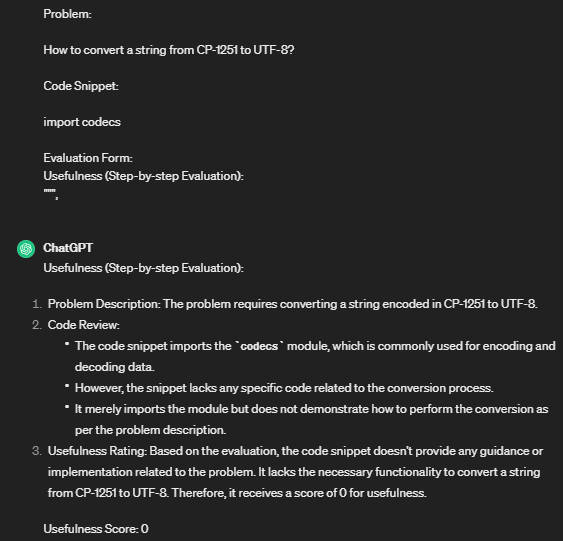 Problem:
How to convert a string from CP-1251 to UTF-8?
Code Snippet:
import codecs
Evaluation Form:
Usefulness (Step-by-step Evaluation):
""",
ChatGPT
Usefulness (Step-by-step Evaluation):
1. Problem Description: The problem requires converting a string encoded in CP-1251 to UTF-8.
2. Code Review:
• The code snippet imports the `codecs` module, which is commonly used for encoding and
decoding data.
• However, the snippet lacks any specific code related to the conversion process.
• It merely imports the module but does not demonstrate how to perform the conversion as
per the problem description.
3. Usefulness Rating: Based on the evaluation, the code snippet doesn't provide any guidance or
implementation related to the problem. It lacks the necessary functionality to convert a string
from CP-1251 to UTF-8. Therefore, it receives a score of 0 for usefulness.
Usefulness Score: 0